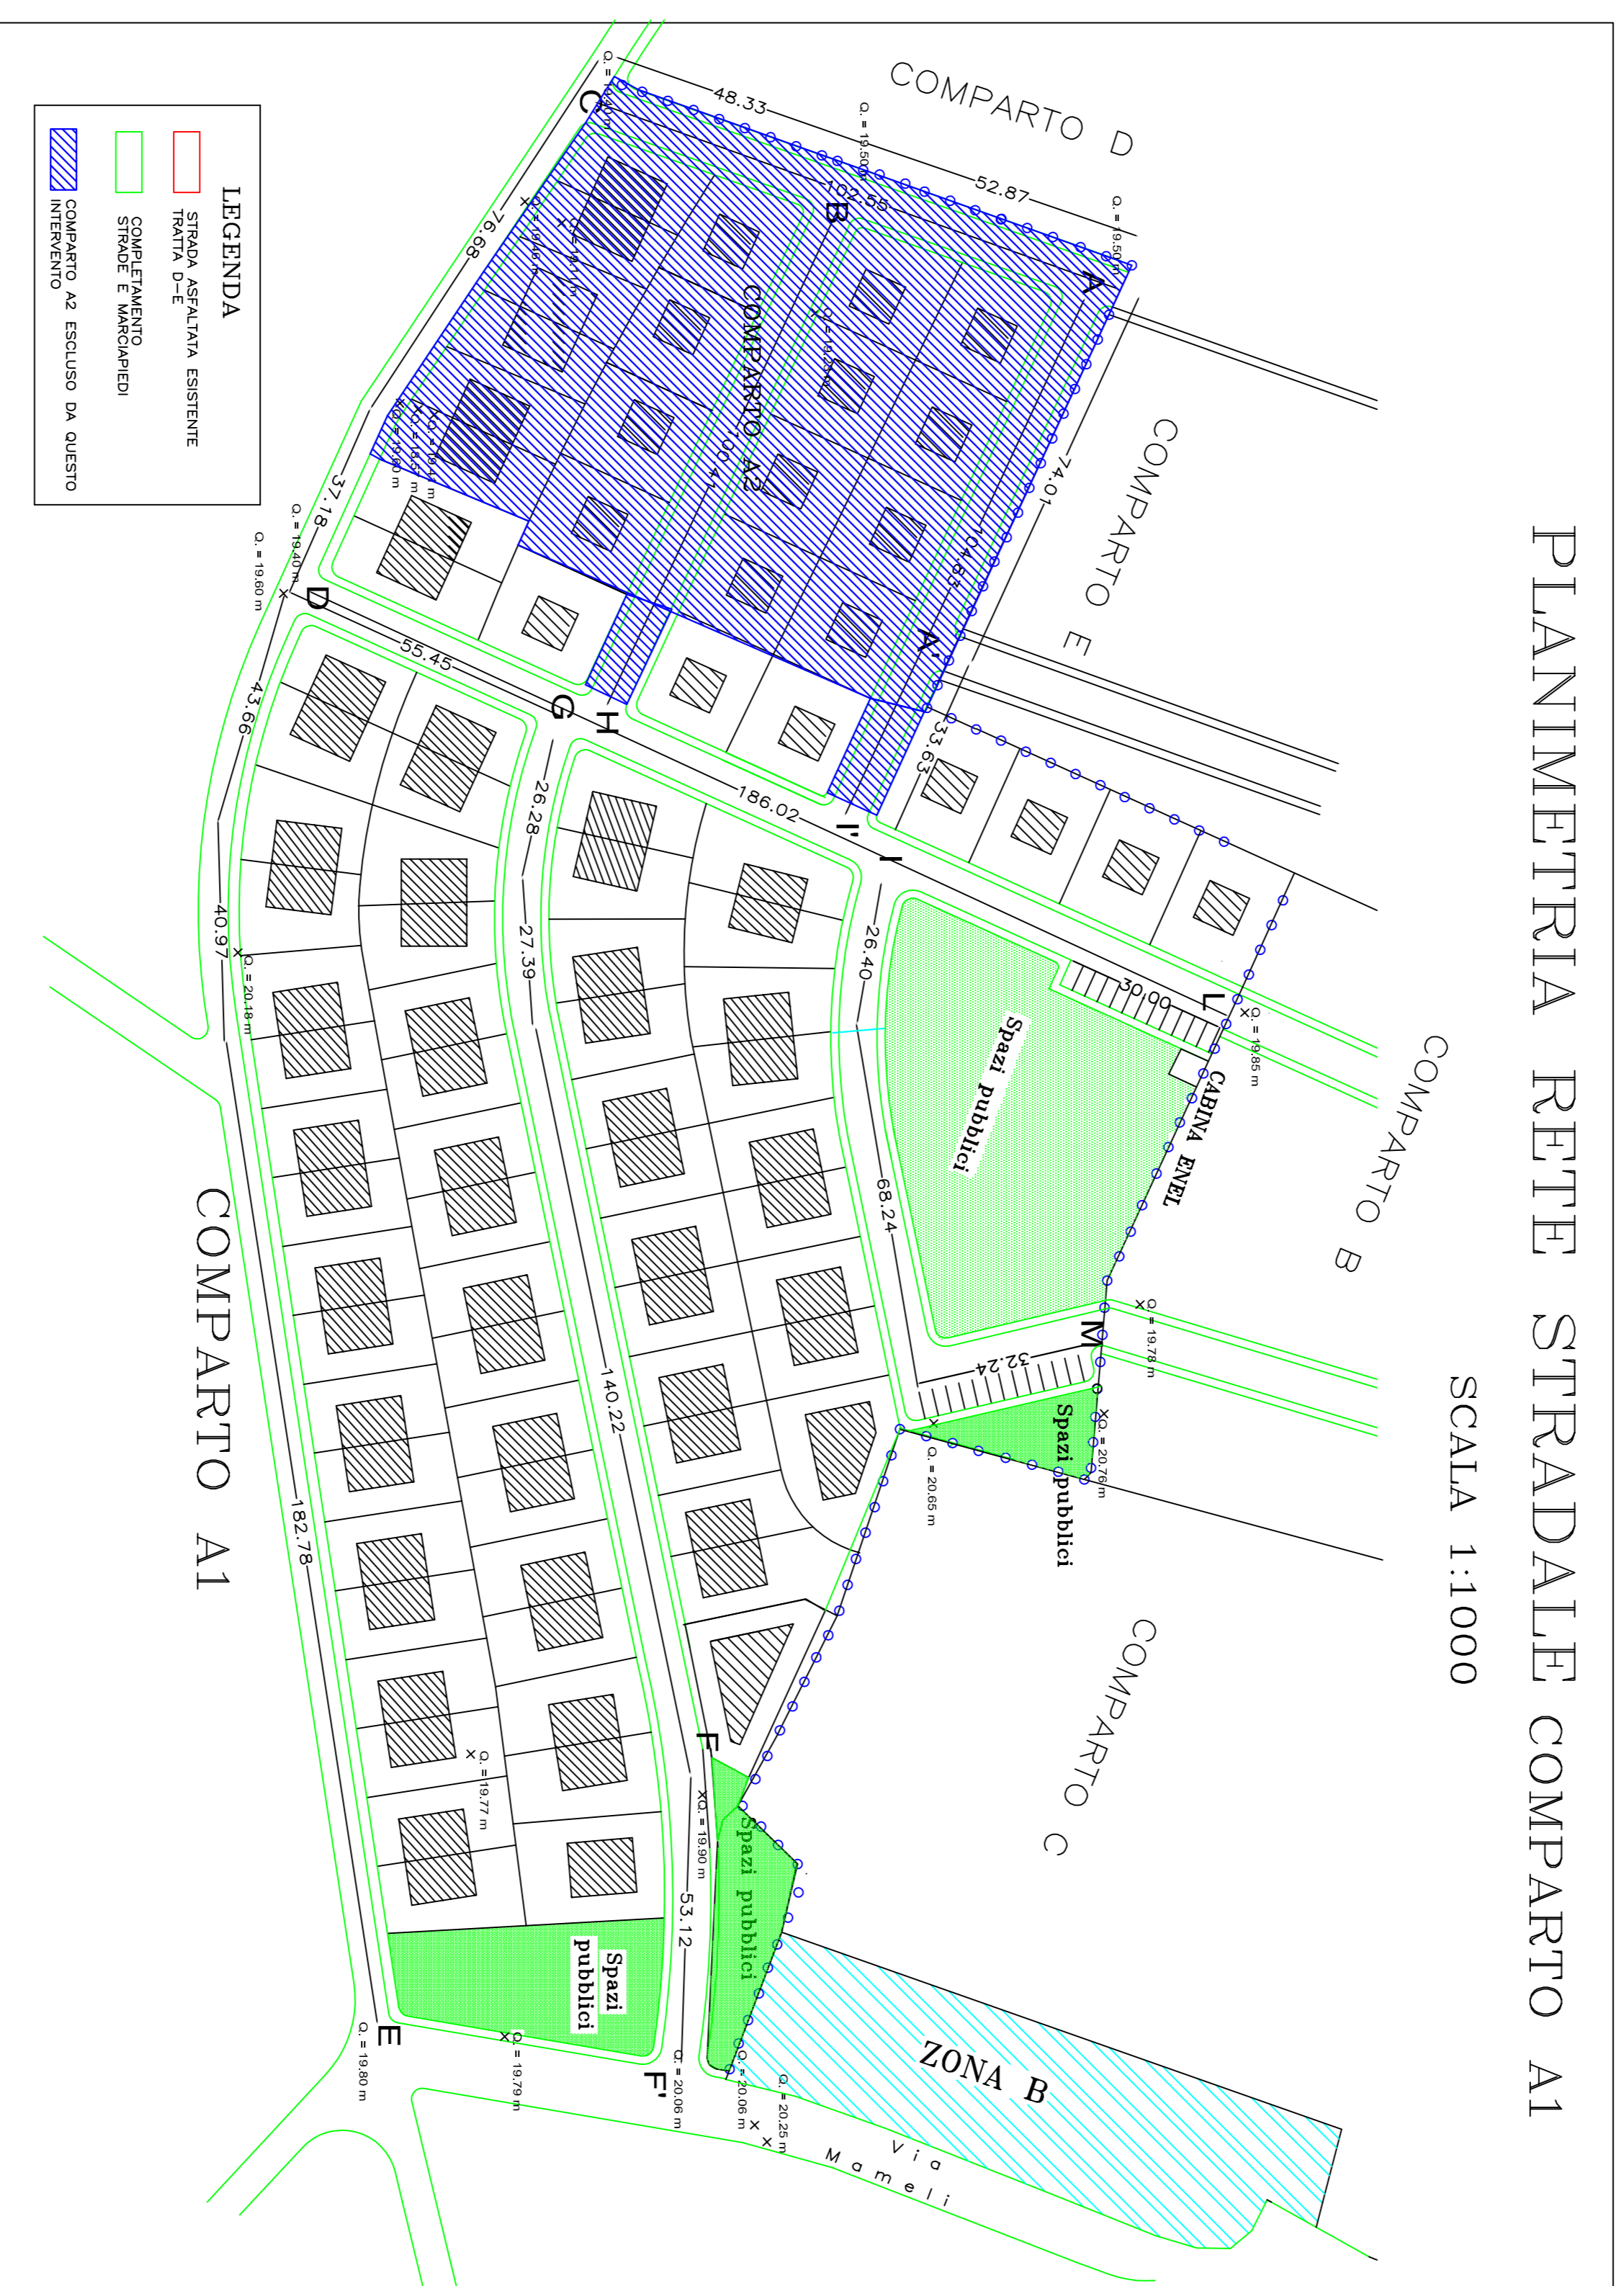 PLANIMETRIA RETE STRADALE COMPARTO A1
SCALA 1:1000
COMPARTO D
COMPARTO E
COMPARTO B
COMPARTO C
COMPARTO A1
COMPARTO A2
ZONA B
Via
Mameli
CABINA ENEL
Spazi pubblici
Spazi pubblici
Spazi pubblici
Spazi
pubblici
A
A'
B
C
D
E
F
F'
G
H
I
I'
L
M
48.33
52.87
102.55
76.68
37.18
74.01
104.63
33.63
55.45
186.02
43.66
40.97
182.78
26.28
27.39
140.22
53.12
26.40
68.24
30.00
32.24
Q. = 19.50 m
Q. = 19.50 m
Q. = 19.40 m
Q. = 19.60 m
Q. = 19.60 m
Q. = 20.18 m
Q. = 19.85 m
Q. = 19.78 m
Q. = 20.76 m
Q. = 20.65 m
Q. = 19.77 m
Q. = 19.90 m
Q. = 19.80 m
Q. = 19.79 m
Q. = 20.06 m
Q. = 20.06 m
Q. = 20.25 m
LEGENDA
STRADA ASFALTATA ESISTENTE
TRATTA D-E
COMPLETAMENTO
STRADE E MARCIAPIEDI
COMPARTO A2 ESCLUSO DA QUESTO
INTERVENTO